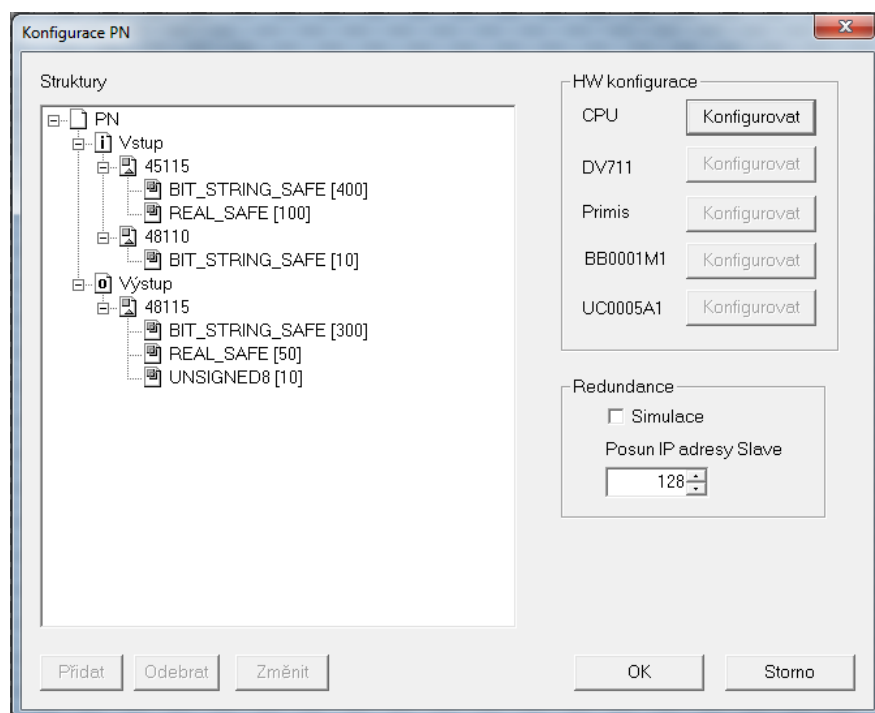 Konfigurace PN
Struktury
PN
Vstup
45115
BIT_STRING_SAFE [400]
REAL_SAFE [100]
48110
BIT_STRING_SAFE [10]
Výstup
48115
BIT_STRING_SAFE [300]
REAL_SAFE [50]
UNSIGNED8 [10]
HW konfigurace
CPU Konfigurovat
DV711 Konfigurovat
Primis Konfigurovat
BB0001M1 Konfigurovat
UC0005A1 Konfigurovat
Redundance
Simulace
Posun IP adresy Slave
128
Přidat Odebrat Změnit OK Storno